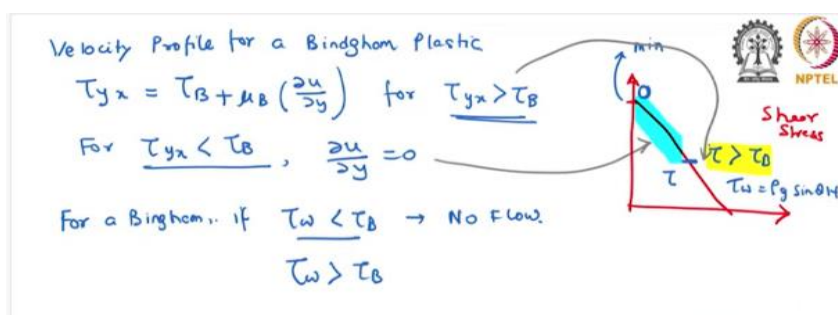 Velocity Profile for a Bindgham Plastic
τyx = τB + μB (∂u/∂y) for τyx > τB
For τyx < τB, ∂u/∂y = 0
For a Bingham.. if τw < τB → No Flow.
τw > τB
min
0
Shear
Stress
τ > τB
τ
τw = ρg sinθH
NPTEL